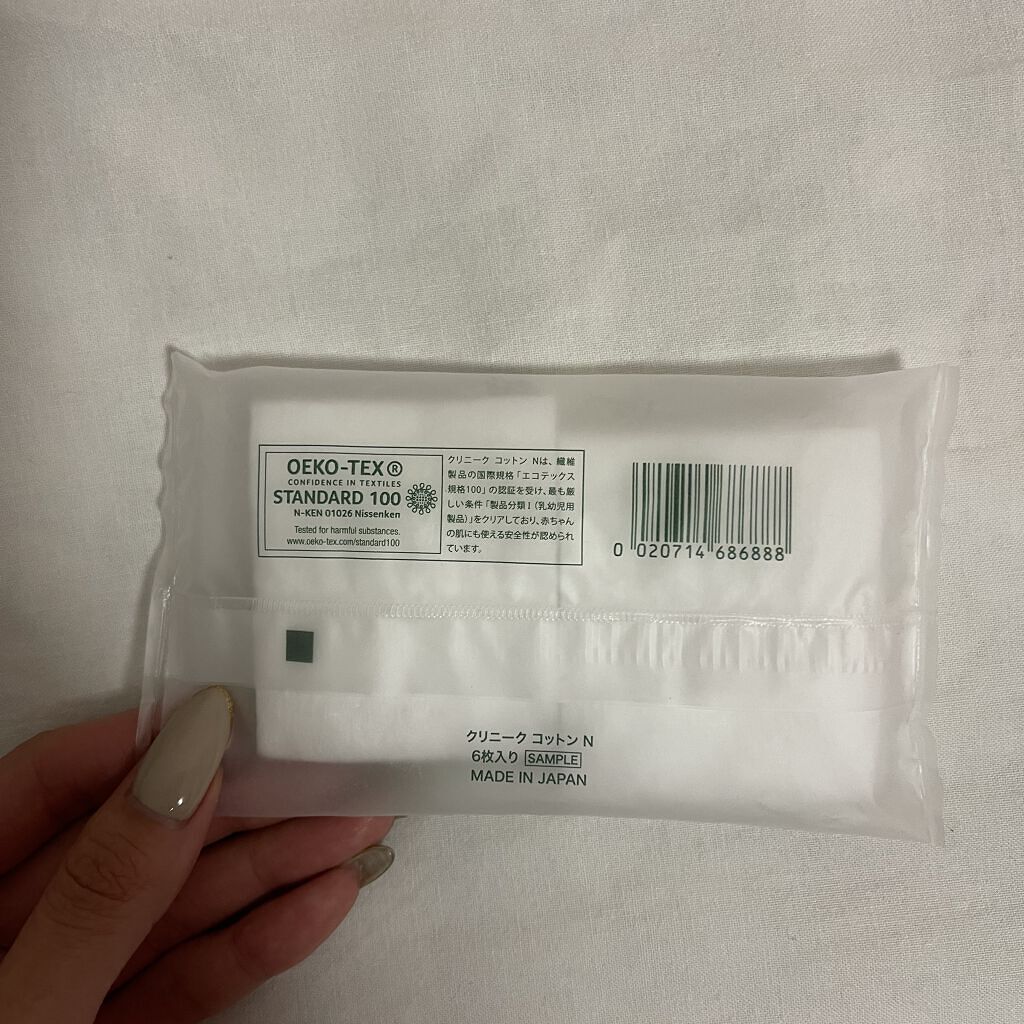 OEKO-TEX®
CONFIDENCE IN TEXTILES
STANDARD 100
N-KEN 01026 Nissenken
Tested for harmful substances.
www.oeko-tex.com/standard100
クリニーク コットン Nは、繊維
製品の国際規格「エコテックス
規格100」の認証を受け、最も厳
しい条件「製品分類Ⅰ(乳幼児用
製品)」をクリアしており、赤ちゃん
の肌にも使える安全性が認められ
ています。
0 020714 686888
クリニーク コットン N
6枚入り SAMPLE
MADE IN JAPAN